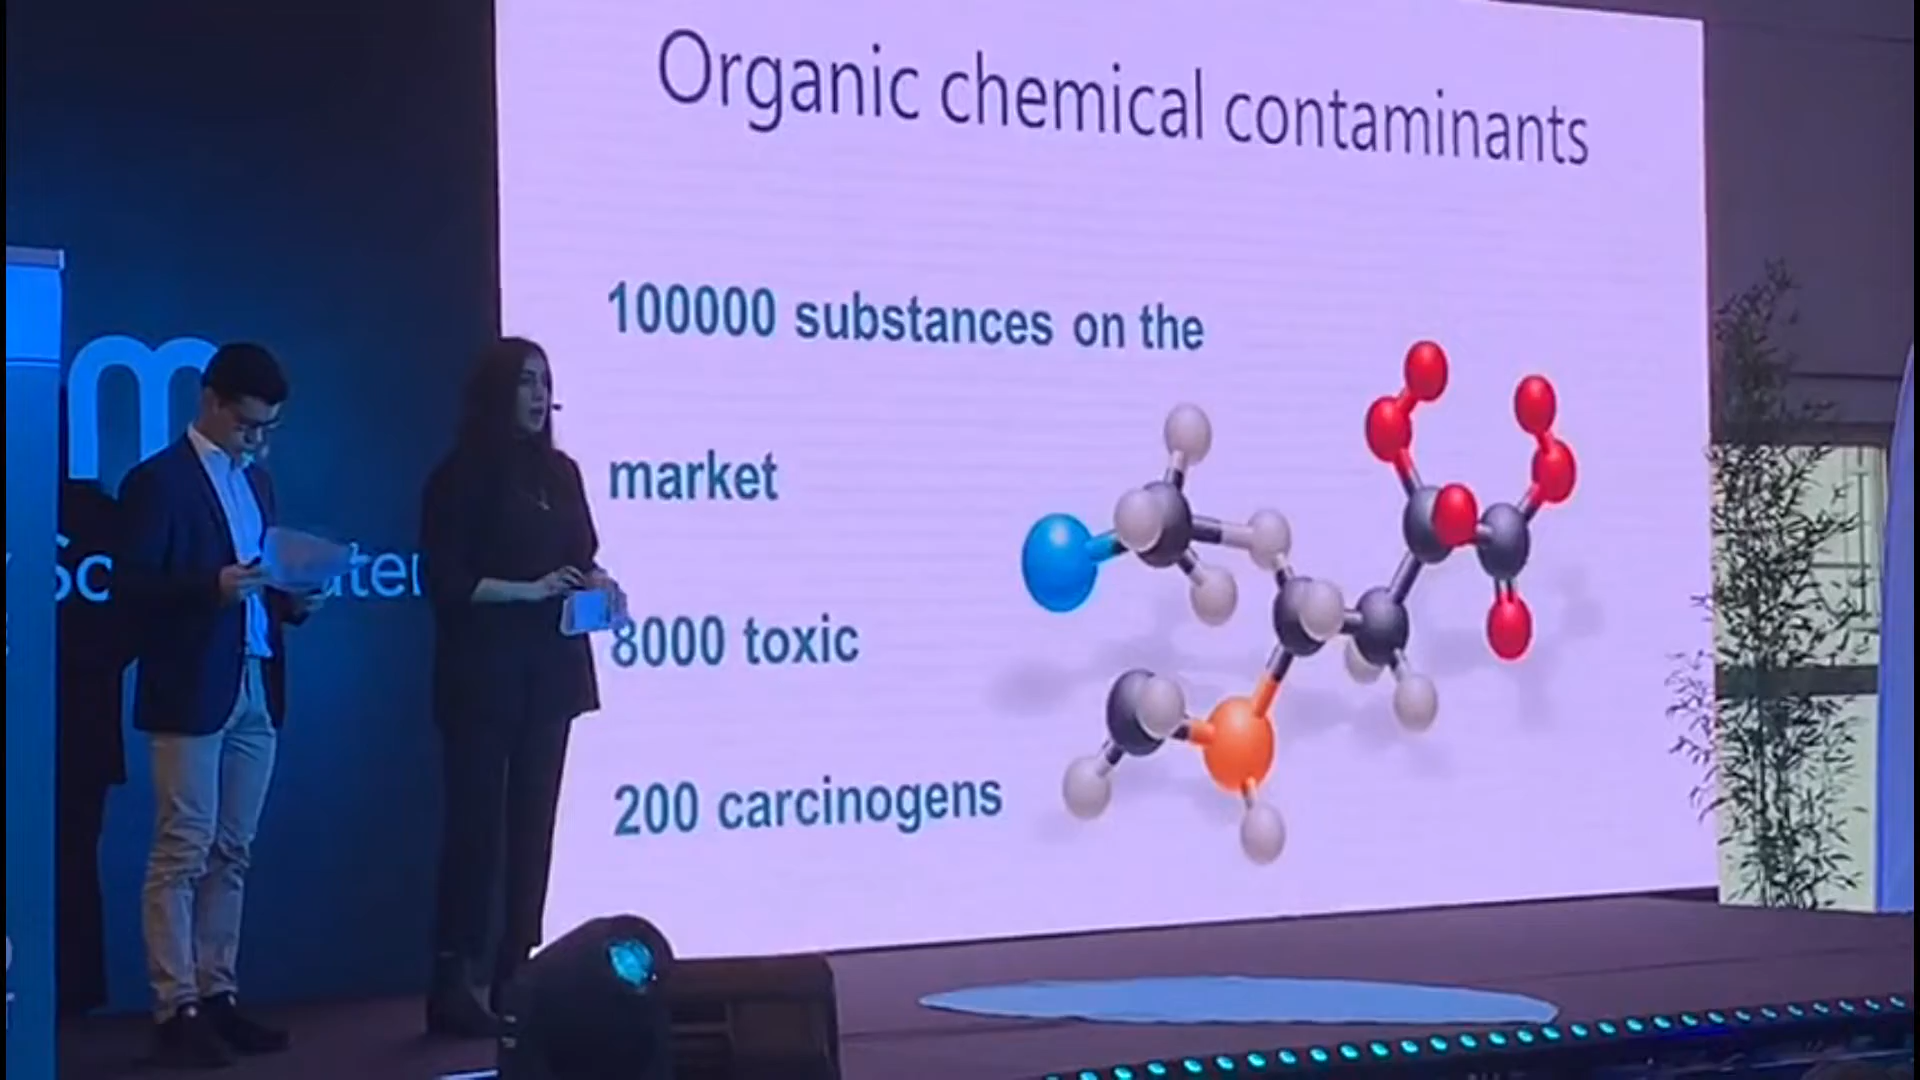 Organic chemical contaminants
100000 substances on the
market
8000 toxic
200 carcinogens
m